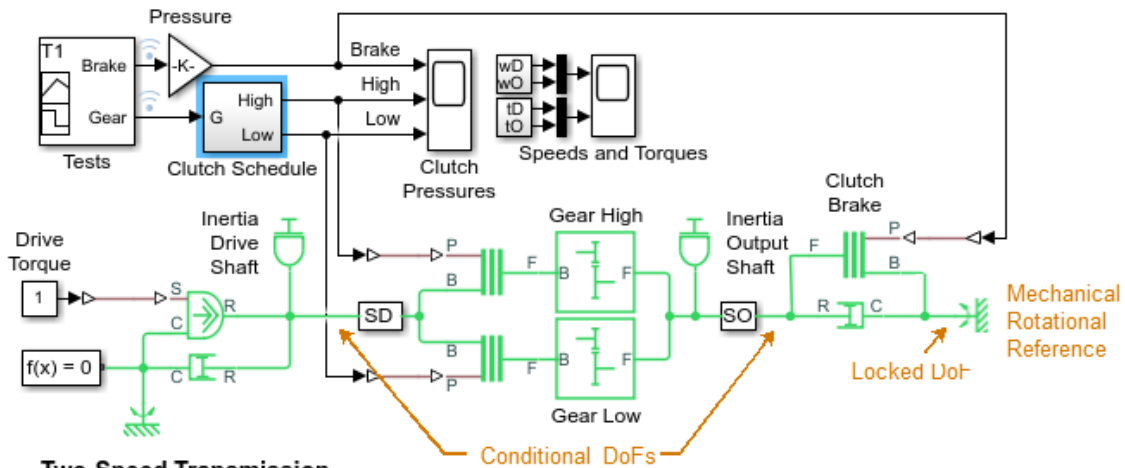 Pressure
T1
Brake
-K-
Brake
wD
wO
High
High
G
Gear
Low
Low
tD
tO
Tests
Clutch Schedule
Clutch
Pressures
Speeds and Torques
Clutch
Brake
Inertia
Drive
Shaft
Gear High
Inertia
Output
Shaft
Drive
Torque
P
F
P
B
F
B
F
B
1
S
R
C
SD
SO
R
C
Mechanical
Rotational
Reference
B
F
B
F
f(x) = 0
C
R
P
Locked DoF
Gear Low
Conditional DoFs